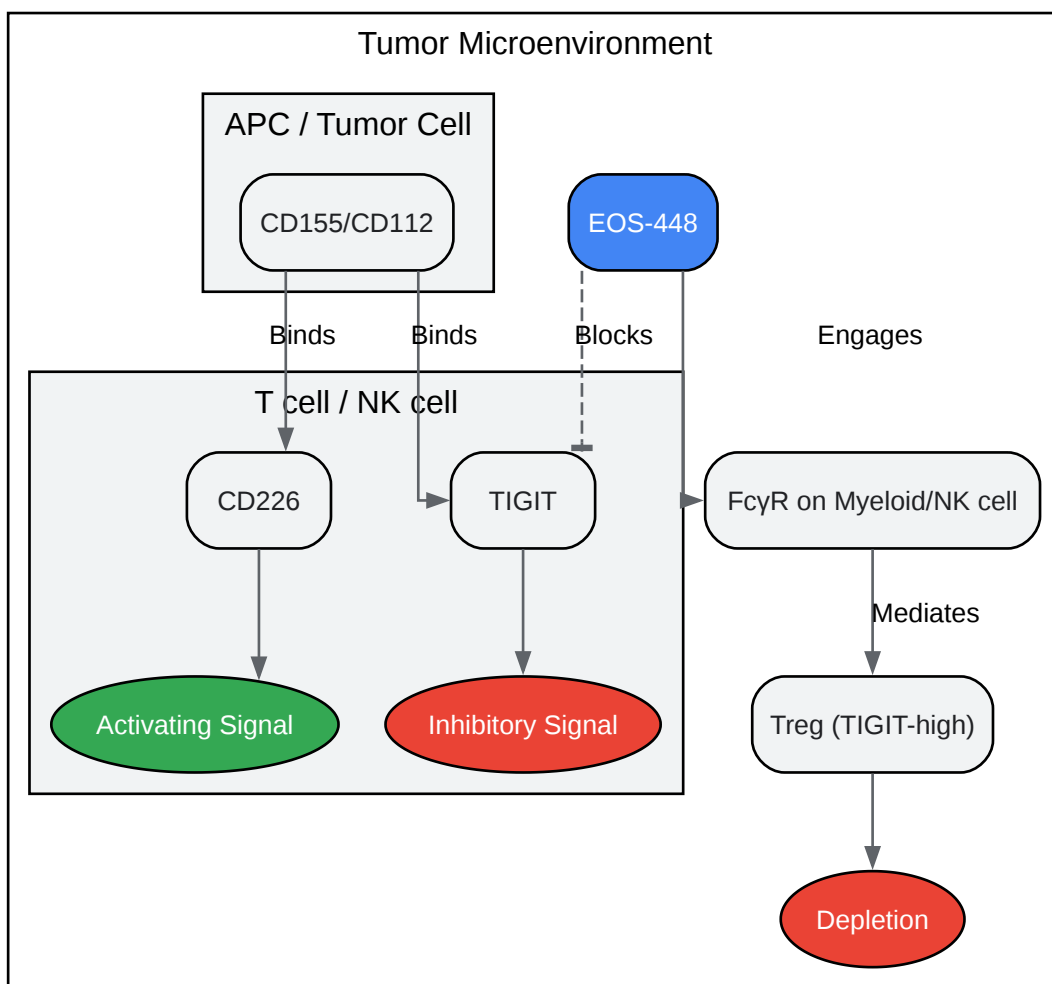 Tumor Microenvironment
APC / Tumor Cell
CD155/CD112
EOS-448
Binds
Binds
Blocks
Engages
T cell / NK cell
CD226
TIGIT
FcγR on Myeloid/NK cell
Mediates
Activating Signal
Inhibitory Signal
Treg (TIGIT-high)
Depletion